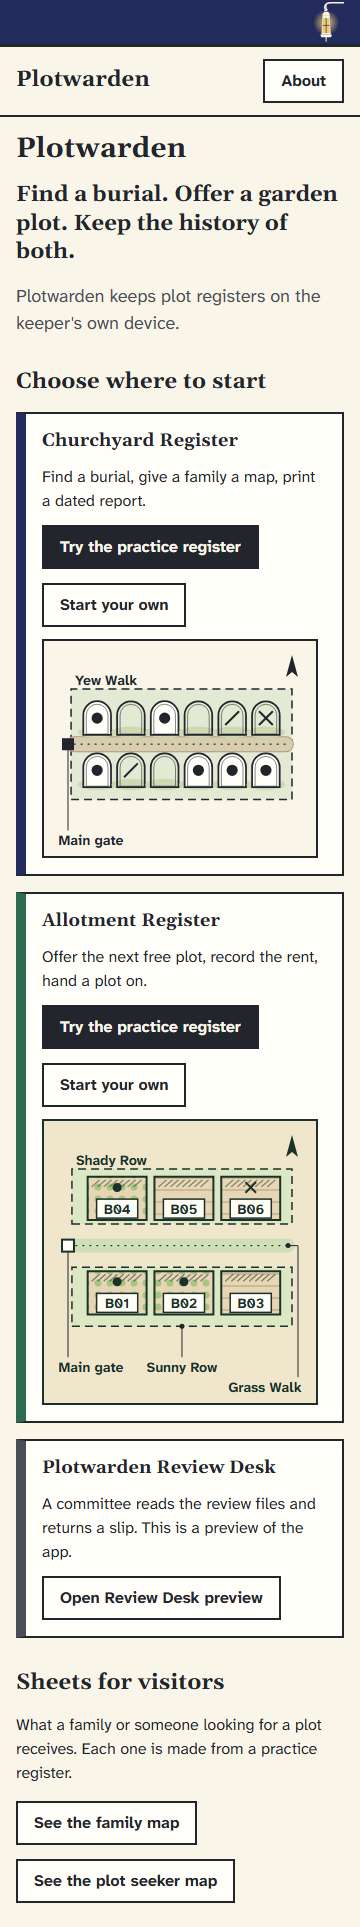 Plotwarden
About
Plotwarden
Find a burial. Offer a garden
plot. Keep the history of
both.
Plotwarden keeps plot registers on the
keeper's own device.
Choose where to start
Churchyard Register
Find a burial, give a family a map, print
a dated report.
Try the practice register
Start your own
Yew Walk
Main gate
Allotment Register
Offer the next free plot, record the rent,
hand a plot on.
Try the practice register
Start your own
Shady Row
B04 B05 B06
B01 B02 B03
Main gate Sunny Row
Grass Walk
Plotwarden Review Desk
A committee reads the review files and
returns a slip. This is a preview of the
app.
Open Review Desk preview
Sheets for visitors
What a family or someone looking for a plot
receives. Each one is made from a practice
register.
See the family map
See the plot seeker map